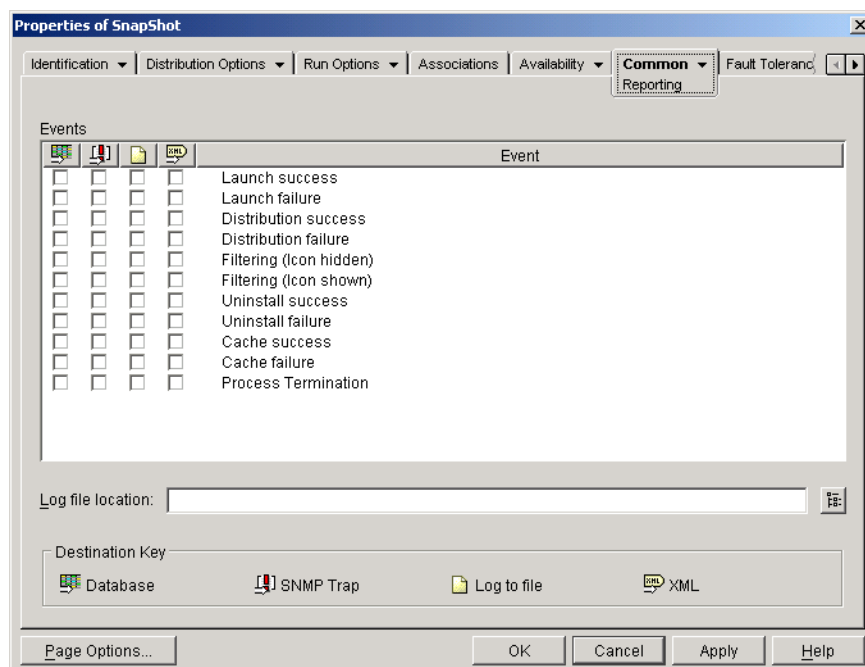 Properties of SnapShot
Identification
Distribution Options
Run Options
Associations
Availability
Common
Fault Toleranc
Reporting
Events
XML
Event
Launch success
Launch failure
Distribution success
Distribution failure
Filtering (Icon hidden)
Filtering (Icon shown)
Uninstall success
Uninstall failure
Cache success
Cache failure
Process Termination
Log file location:
Destination Key
Database
SNMP Trap
Log to file
XML XML
Page Options...
OK
Cancel
Apply
Help